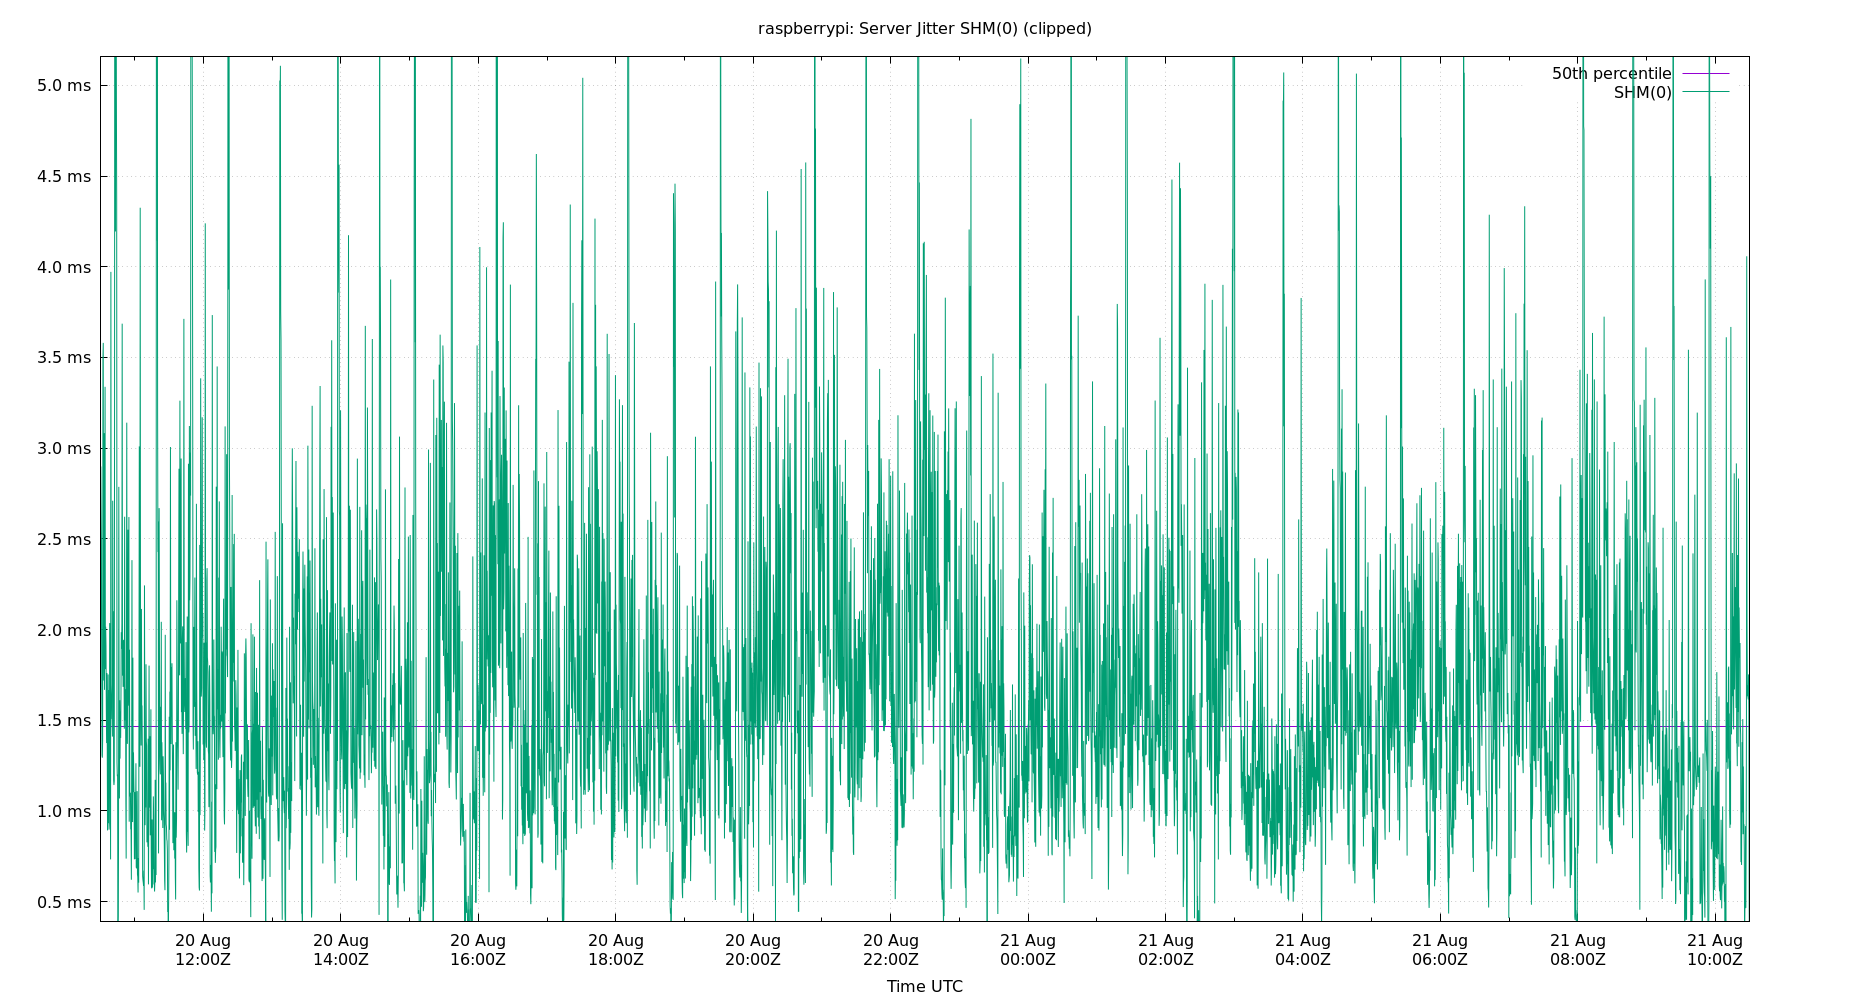 raspberrypi: Server Jitter SHM(0) (clipped)
50th percentile
SHM(0)
5.0 ms
4.5 ms
4.0 ms
3.5 ms
3.0 ms
2.5 ms
2.0 ms
1.5 ms
1.0 ms
0.5 ms
20 Aug 20 Aug 20 Aug 20 Aug 20 Aug 20 Aug 21 Aug 21 Aug 21 Aug 21 Aug 21 Aug 21 Aug
12:00Z 14:00Z 16:00Z 18:00Z 20:00Z 22:00Z 00:00Z 02:00Z 04:00Z 06:00Z 08:00Z 10:00Z
Time UTC